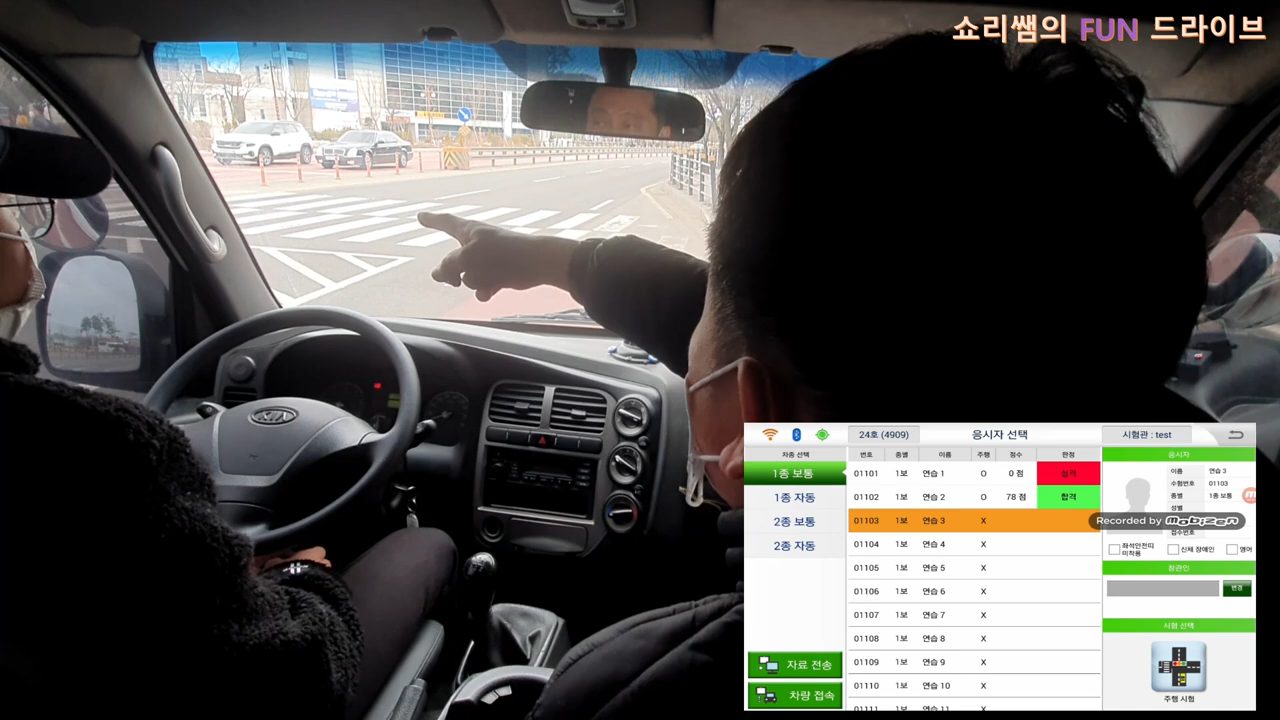 쇼리쌤의 FUN 드라이브
KIA
24호 (4909)
응시자 선택
시험관 : test
차종 선택
번호 종별 이름 주행 점수 판정
응시자
1종 보통
1종 자동
2종 보통
2종 자동
01101 1보 연습 1 O 0 점 실격
01102 1보 연습 2 O 78 점 합격
01103 1보 연습 3 X
01104 1보 연습 4 X
01105 1보 연습 5 X
01106 1보 연습 6 X
01107 1보 연습 7 X
01108 1보 연습 8 X
01109 1보 연습 9 X
01110 1보 연습 10 X
01111 1보 연습 11 X
이름 연습 3
수험번호 01103
종별 1종 보통
성별
Recorded by mobizen
접수번호
좌석안전띠
미착용
신체 장애인
영어
참관인
변경
시험 선택
주행 시험
자료 전송
차량 접속